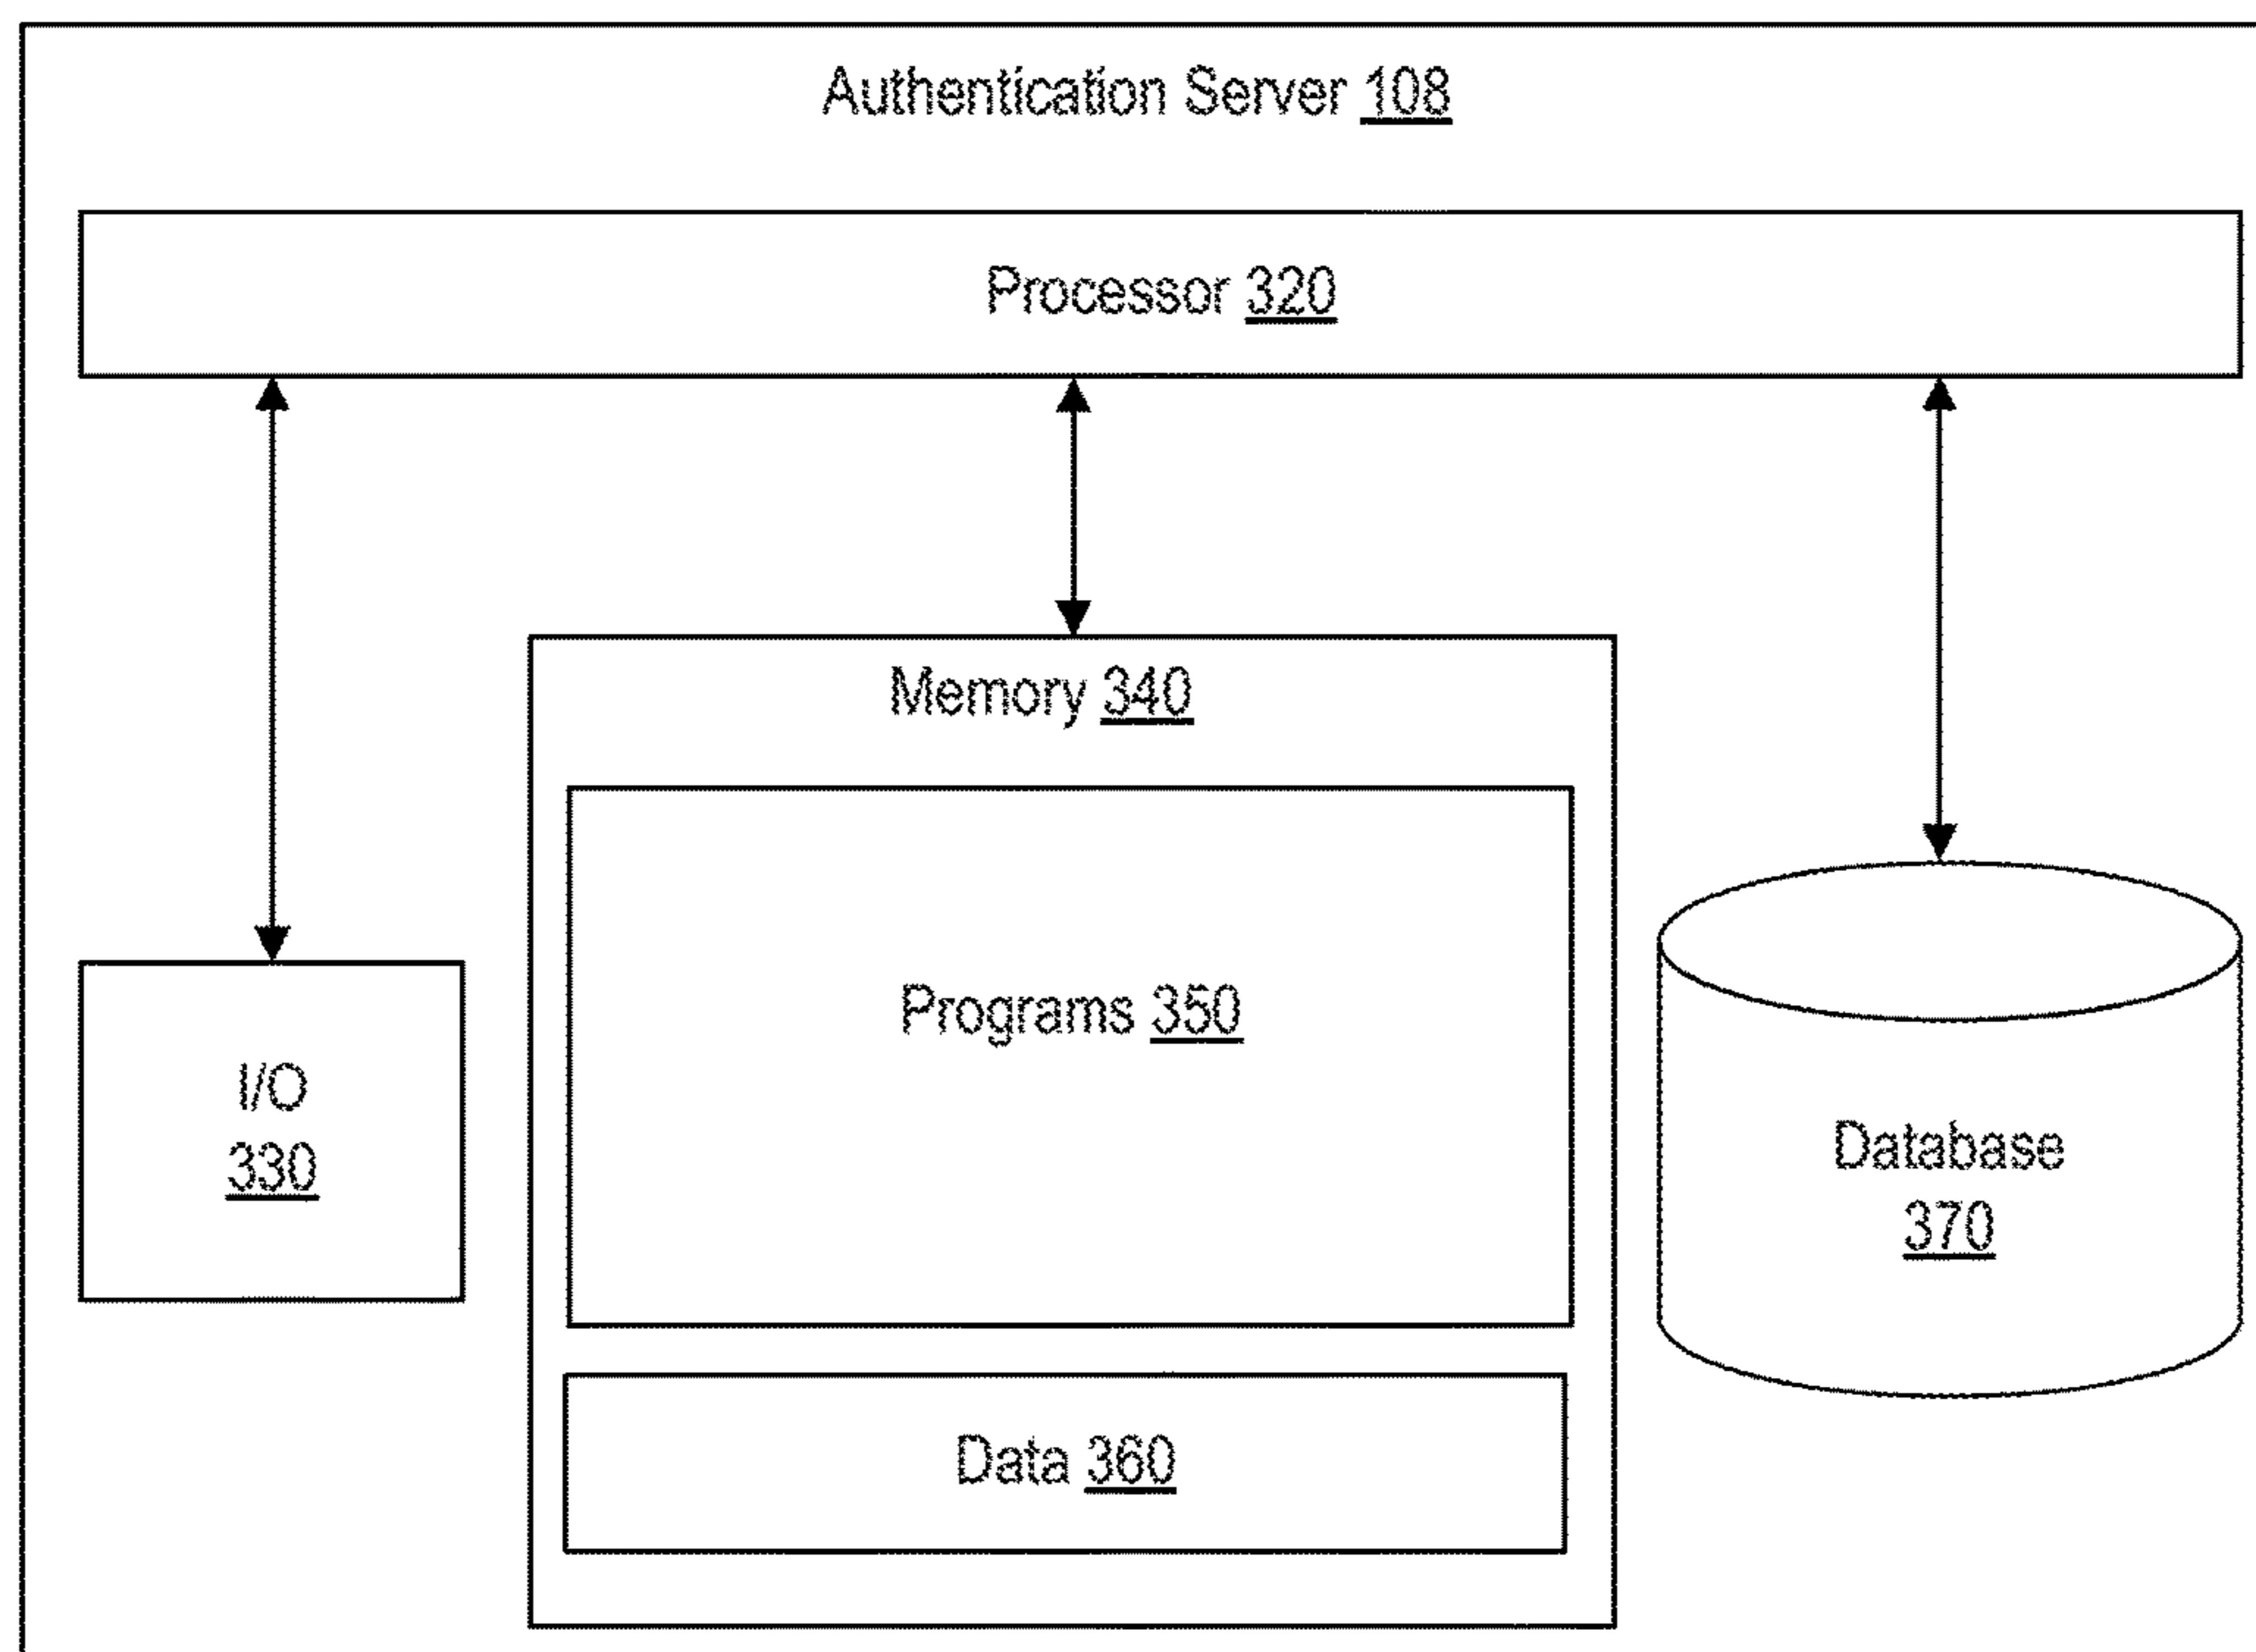 Authentication Server 108
Processor 320
Memory 340
Programs 350
I/O
330
Database
370
Data 360